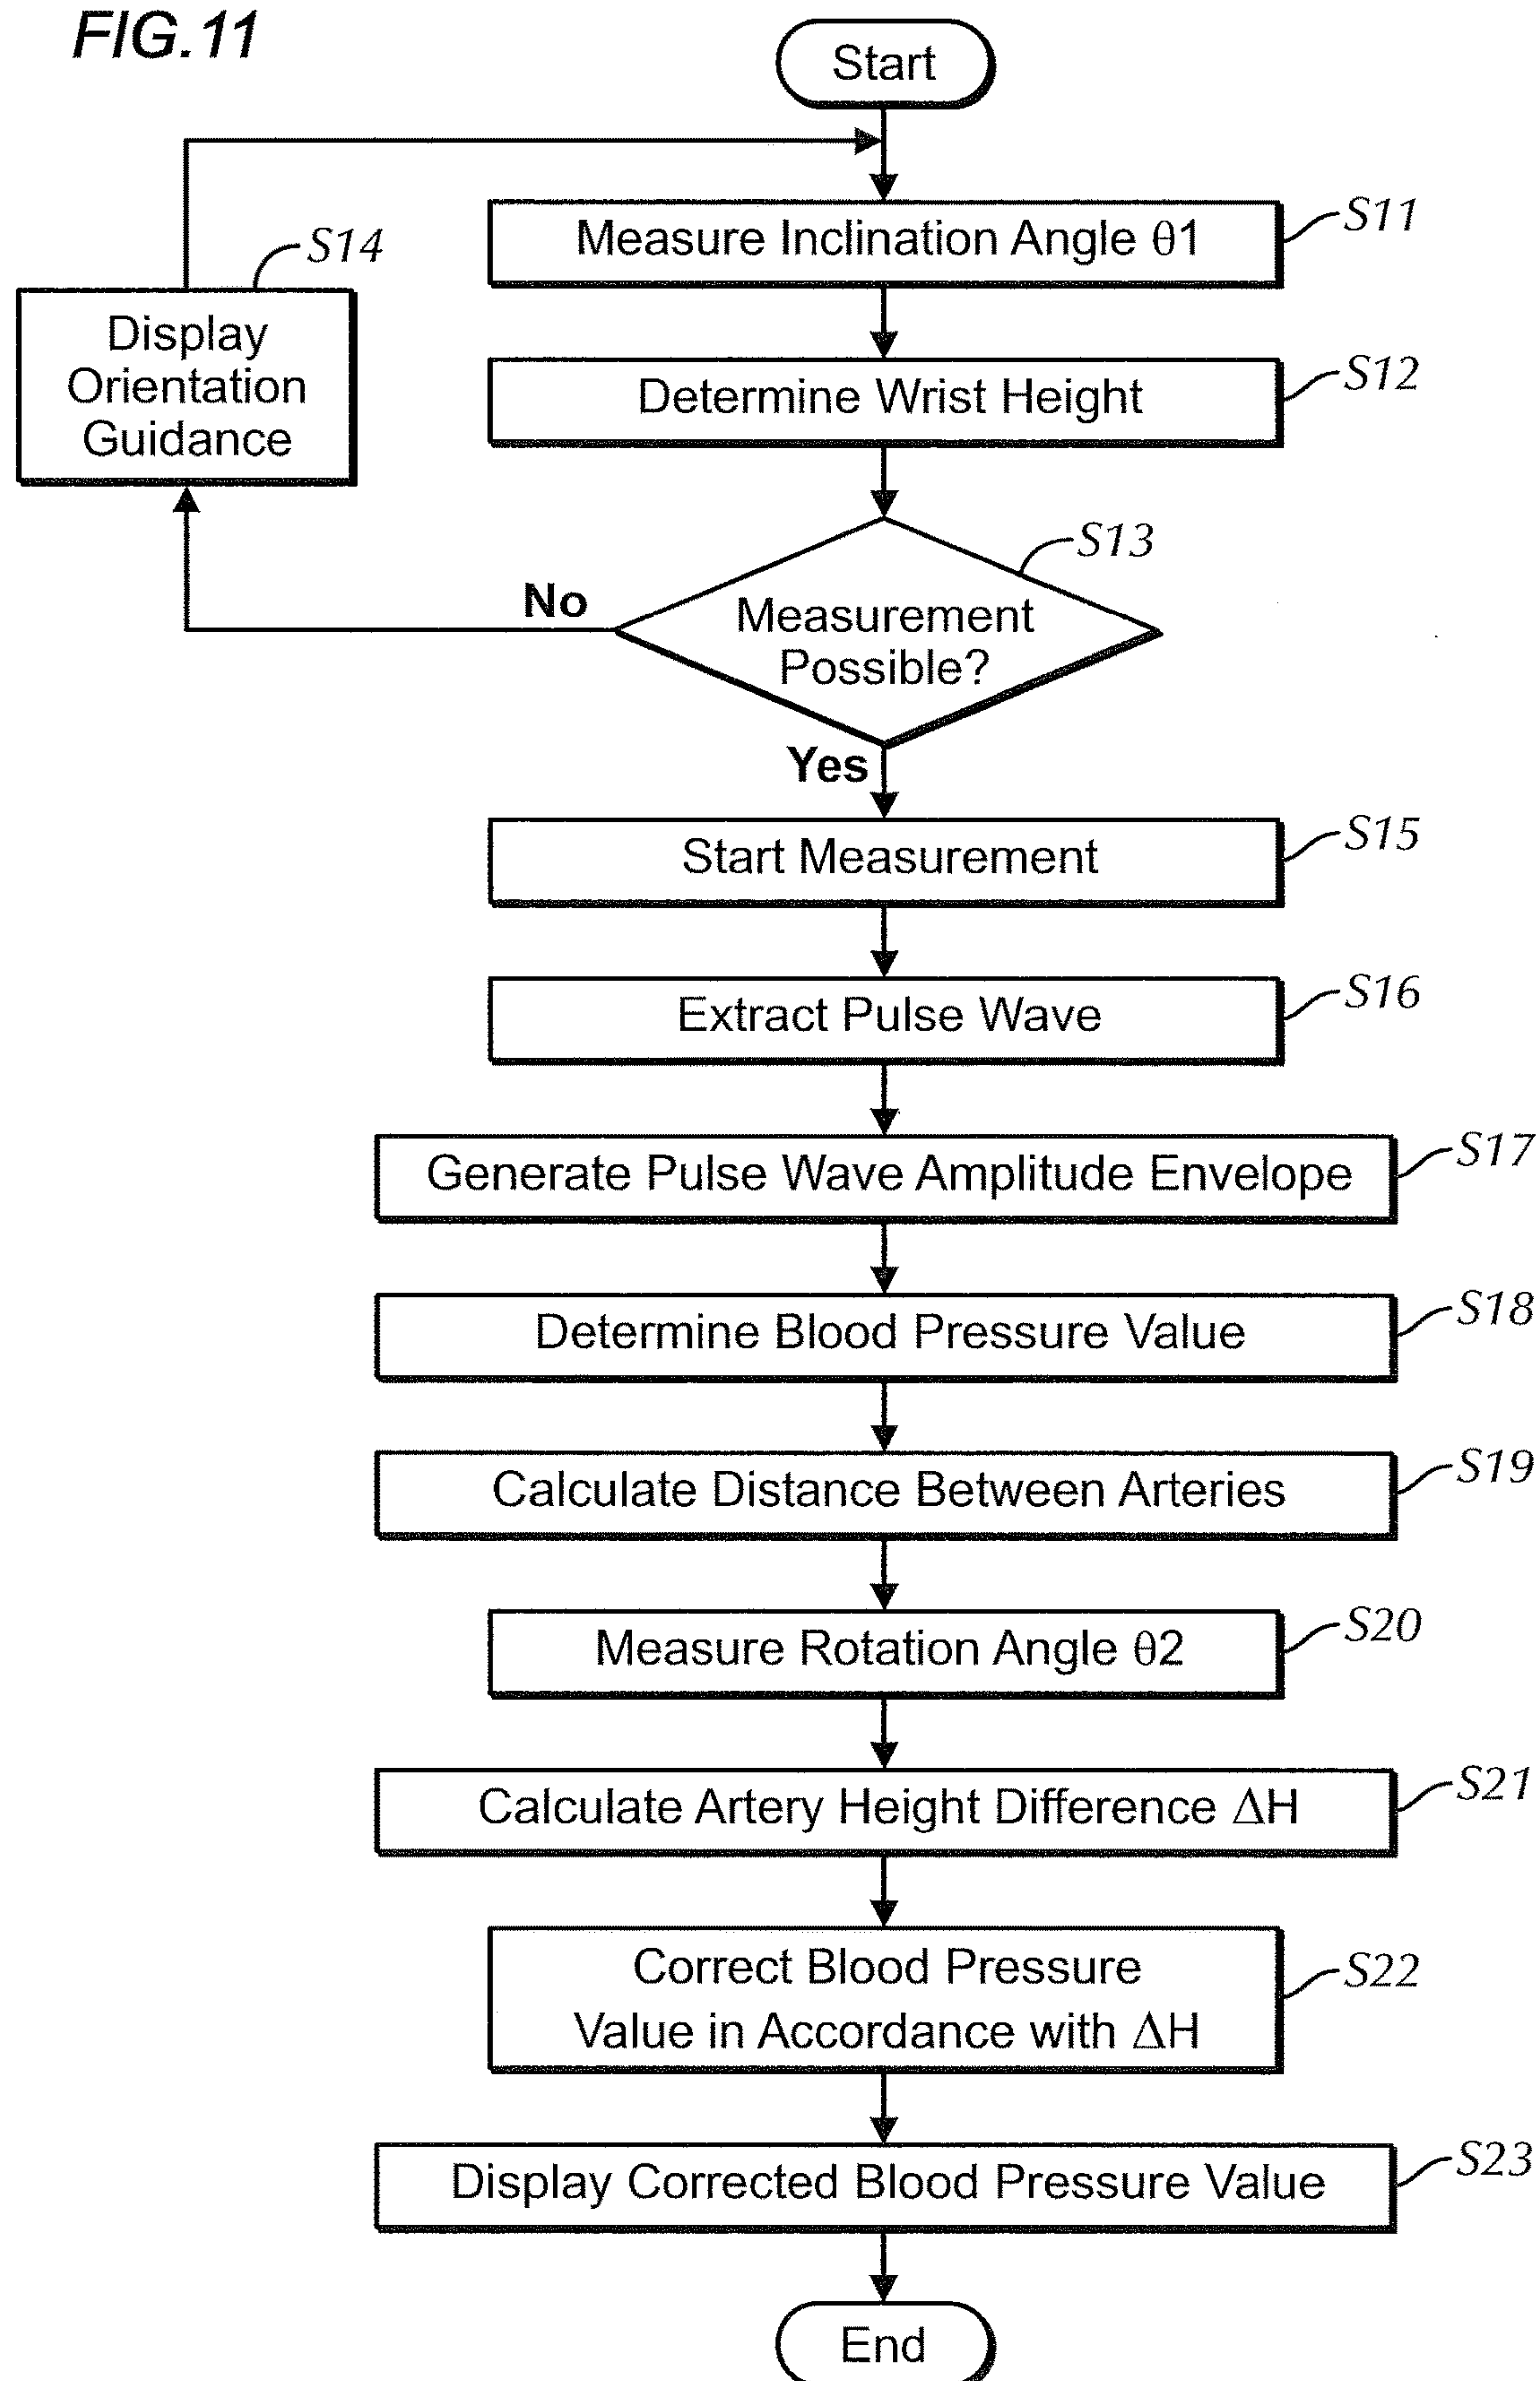 FIG.11
Start
Measure Inclination Angle θ1
S11
S14
Display
Orientation
Guidance
Determine Wrist Height
S12
S13
No
Measurement
Possible?
Yes
Start Measurement
S15
Extract Pulse Wave
S16
Generate Pulse Wave Amplitude Envelope
S17
Determine Blood Pressure Value
S18
Calculate Distance Between Arteries
S19
Measure Rotation Angle θ2
S20
Calculate Artery Height Difference ΔH
S21
Correct Blood Pressure
Value in Accordance with ΔH
S22
Display Corrected Blood Pressure Value
S23
End